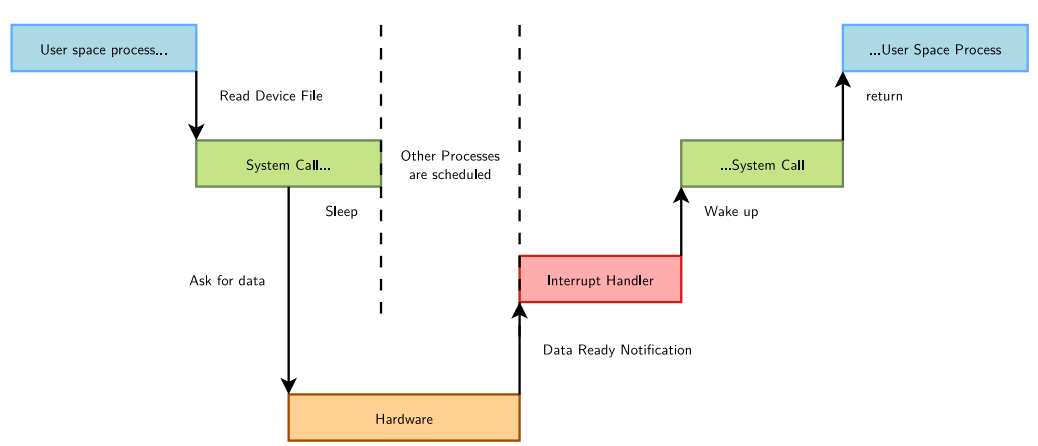 User space process...
...User Space Process
Read Device File
return
System Call...
Other Processes
are scheduled
...System Call
Sleep
Wake up
Ask for data
Interrupt Handler
Data Ready Notification
Hardware